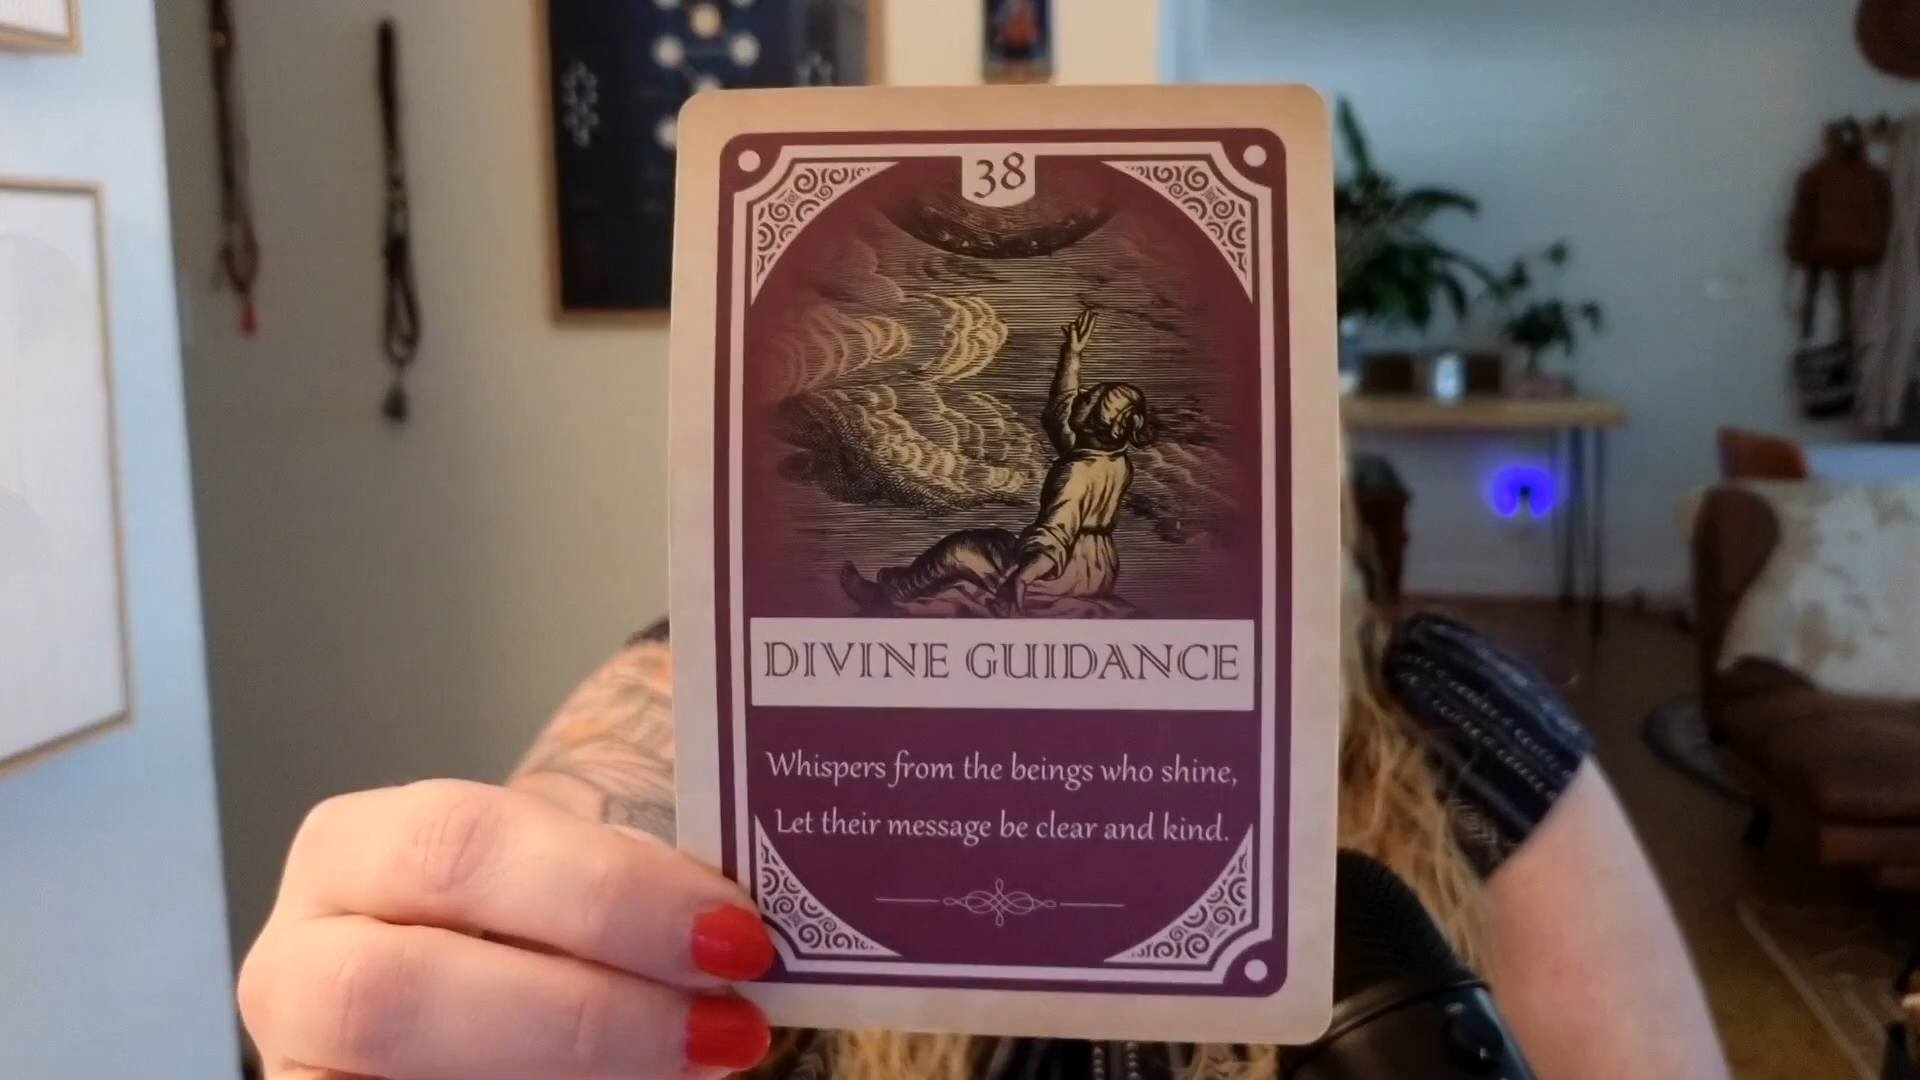 38
DIVINE GUIDANCE
Whispers from the beings who shine,
Let their message be clear and kind.